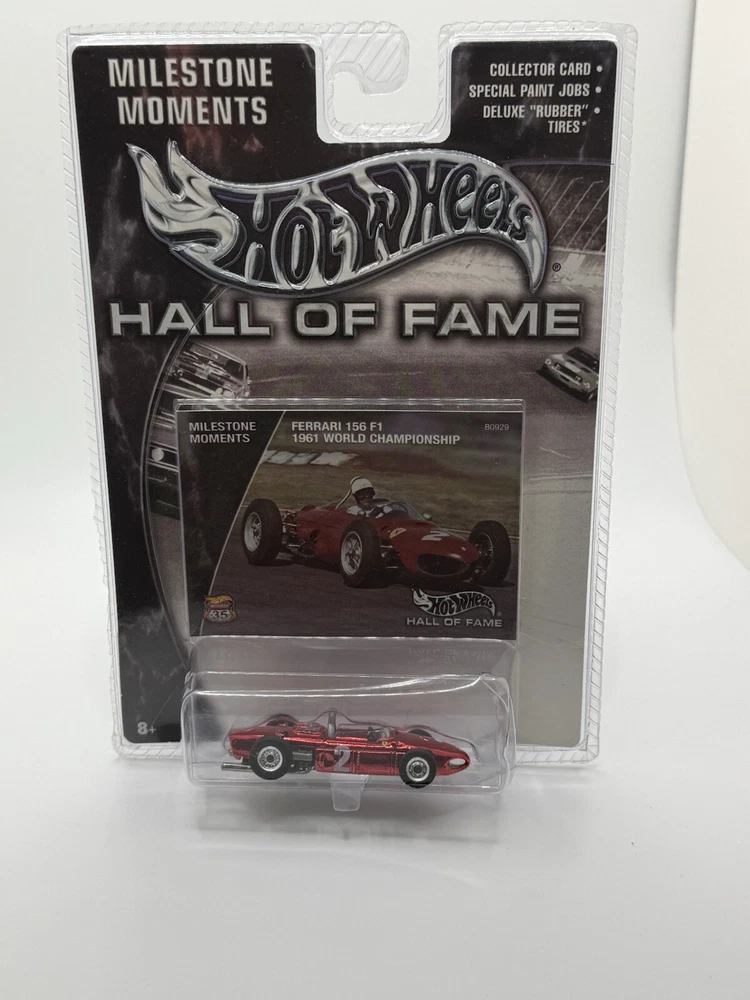 MILESTONE
MOMENTS
COLLECTOR CARD •
SPECIAL PAINT JOBS •
DELUXE "RUBBER" •
TIRES*
HOT WHEELS ®
HALL OF FAME
MILESTONE
MOMENTS
FERRARI 156 F1
1961 WORLD CHAMPIONSHIP
B0929
2
35
HOT WHEELS
HALL OF FAME
8+
2